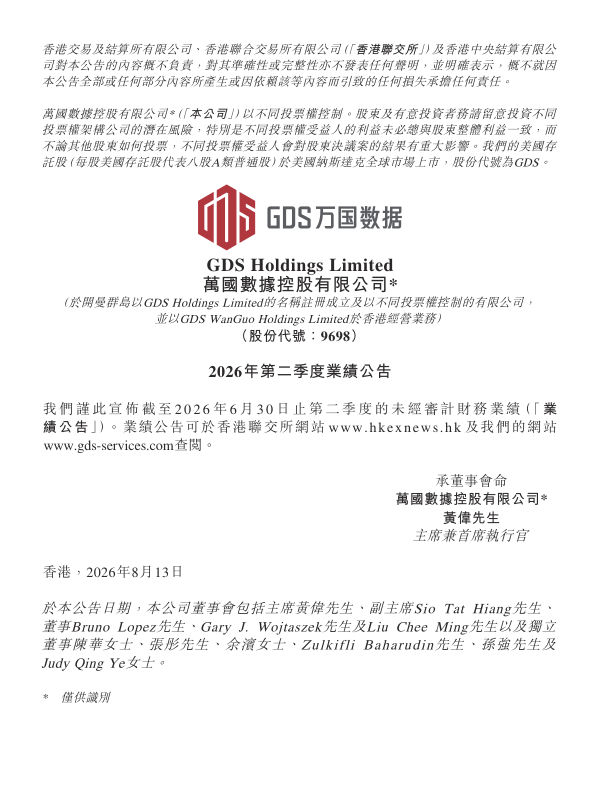 香港交易及結算所有限公司、香港聯合交易所有限公司(「香港聯交所」)及香港中央結算有限公
司對本公告的內容概不負責，對其準確性或完整性亦不發表任何聲明，並明確表示，概不就因
本公告全部或任何部分內容所產生或因依賴該等內容而引致的任何損失承擔任何責任。
萬國數據控股有限公司*(「本公司」)以不同投票權控制。股東及有意投資者務請留意投資不同
投票權架構公司的潛在風險，特別是不同投票權受益人的利益未必總與股東整體利益一致，而
不論其他股東如何投票，不同投票權受益人會對股東決議案的結果有重大影響。我們的美國存
託股(每股美國存託股代表八股A類普通股)於美國納斯達克全球市場上市，股份代號為GDS。
GDS万国数据
GDS Holdings Limited
萬國數據控股有限公司*
(於開曼群島以GDS Holdings Limited的名稱註冊成立及以不同投票權控制的有限公司，
並以GDS WanGuo Holdings Limited於香港經營業務)
(股份代號：9698)
2026年第二季度業績公告
我們謹此宣佈截至2026年6月30日止第二季度的未經審計財務業績(「業
績公告」)。業績公告可於香港聯交所網站www.hkexnews.hk及我們的網站
www.gds-services.com查閱。
承董事會命
萬國數據控股有限公司*
黃偉先生
主席兼首席執行官
香港，2026年8月13日
於本公告日期，本公司董事會包括主席黃偉先生、副主席Sio Tat Hiang先生、
董事Bruno Lopez先生、Gary J. Wojtaszek先生及Liu Chee Ming先生以及獨立
董事陳華女士、張彤先生、余濱女士、Zulkifli Baharudin先生、孫強先生及
Judy Qing Ye女士。
* 僅供識別